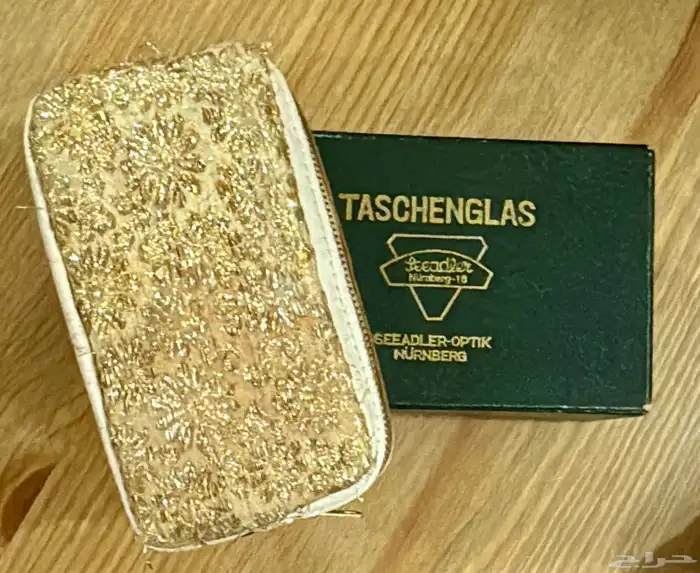 TASCHENGLAS
Seeadler
Nürnberg-16
SEEADLER-OPTIK
NÜRNBERG
حراج